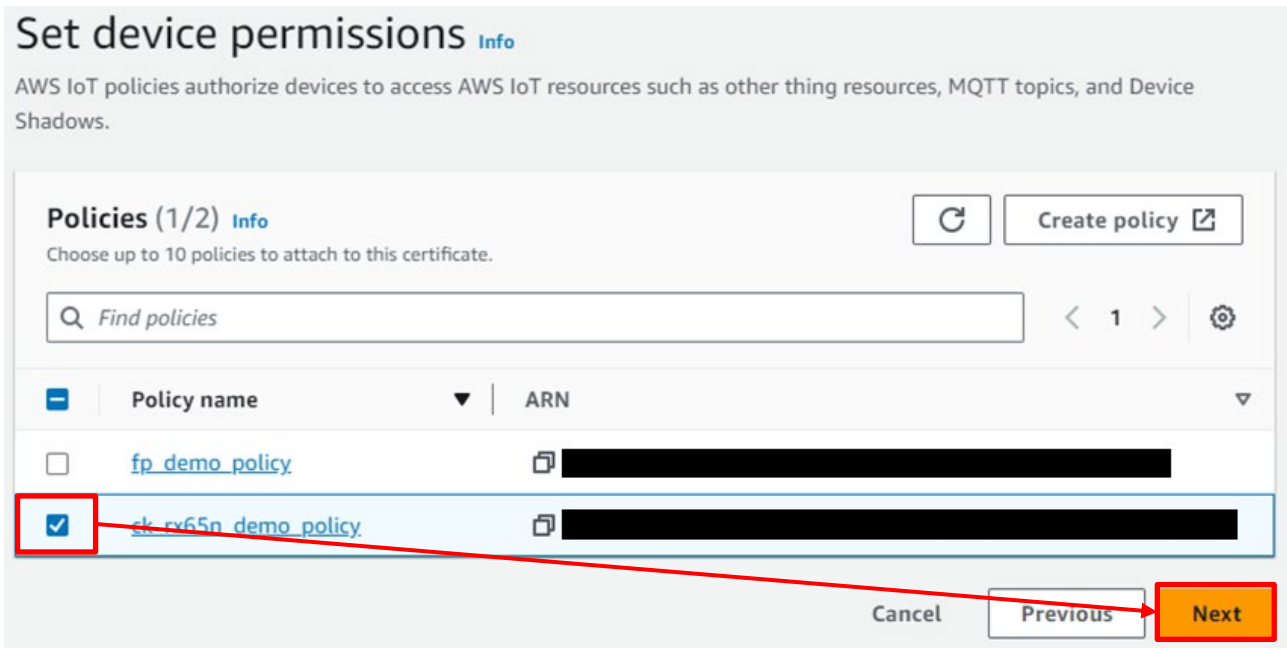 Set device permissions Info
AWS IoT policies authorize devices to access AWS IoT resources such as other thing resources, MQTT topics, and Device
Shadows.
Policies (1/2) Info
Create policy
Choose up to 10 policies to attach to this certificate.
Find policies
1
Policy name
ARN
fp_demo_policy
ck_rx65n_demo_policy
Cancel
Previous
Next